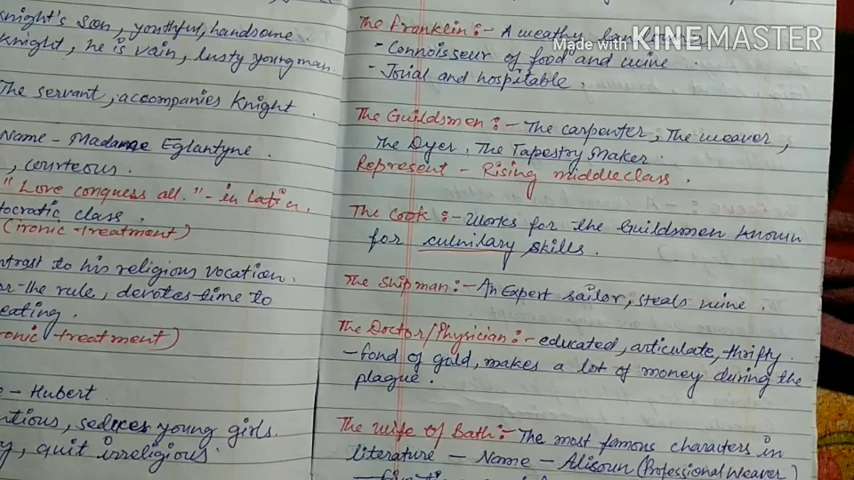 knight's son, youthful, handsome.
knight, he is vain, lusty young man.
The servant, accompanies Knight.
Name - Madame Eglantyne.
, courteous.
"Love conquess all." - in Latin.
tocratic class.
(ironic treatment)
ntrast to his religious vocation.
the rule, devotes time to
eating.
onic treatment)
- Hubert
ntious, seduces young girls.
y, quit irreligious.
The Franklin :- A weathy
- Connoisseur of food and wine.
- Jovial and hospitable.
The Guildsmen :- The carpenter, The weaver,
The Dyer, The Tapestry Maker.
Represent - Rising middleclass.
The Cook :- Works for the Guildsmen known
for culnilary skills.
The Shipman :- An Expert sailor, steals wine.
The Doctor/Physician :- educated, articulate, thrifty.
- fond of gold, makes a lot of money during the
plague.
The wife of Bath :- The most famous characters in
literature - Name - Alisoun (Professional Weaver)
Made with KINEMASTER